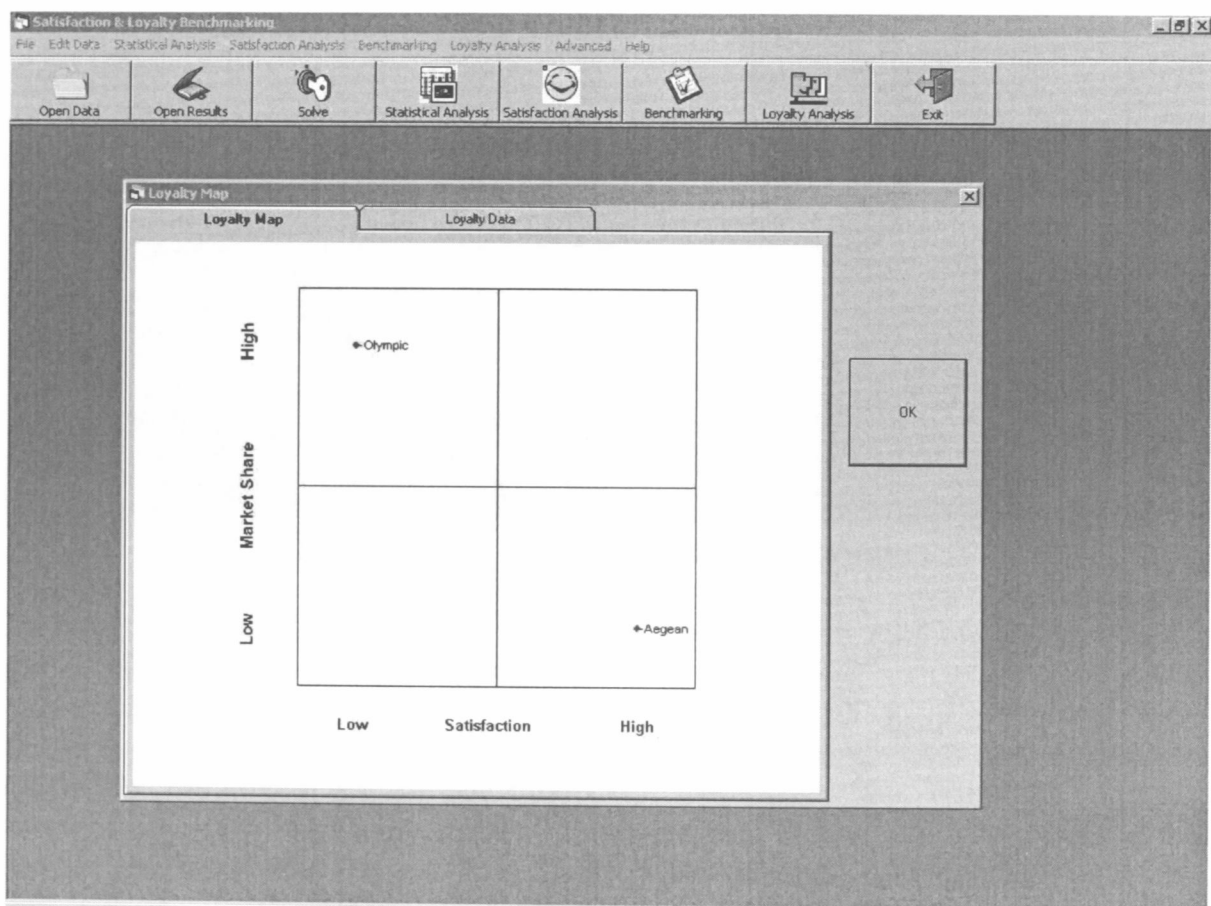 Satisfaction & Loyalty Benchmarking
File Edit Data Statistical Analysis Satisfaction Analysis Benchmarking Loyalty Analysis Advanced Help
Open Data Open Results Solve Statistical Analysis Satisfaction Analysis Benchmarking Loyalty Analysis Exit
Loyalty Map
Loyalty Map Loyalty Data
High
Olympic
OK
Market Share
Low
Aegean
Low Satisfaction High